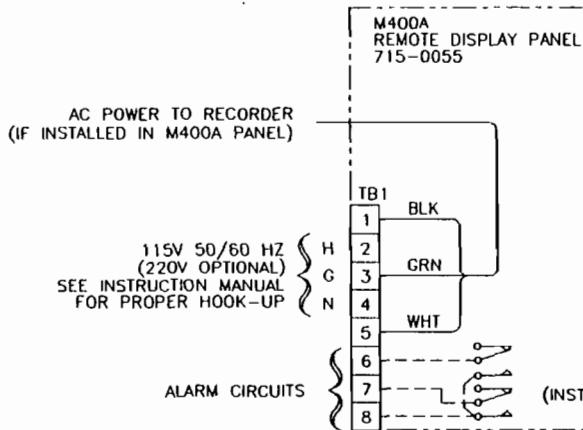 M400A
REMOTE DISPLAY PANEL
715-0055
AC POWER TO RECORDER
(IF INSTALLED IN M400A PANEL)
TB1
1
BLK
115V 50/60 HZ
(220V OPTIONAL)
SEE INSTRUCTION MANUAL
FOR PROPER HOOK-UP
H
2
G
3
GRN
N
4
5
WHT
ALARM CIRCUITS
6
7
8
(INST